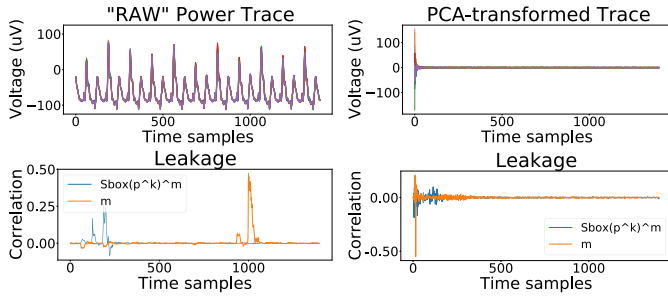 "RAW" Power Trace
Voltage (uV)
100
0
−100
0
500
1000
Time samples
PCA-transformed Trace
Voltage (uV)
100
0
−100
0
500
1000
Time samples
Leakage
Correlation
0.50
0.25
0.00
Sbox(p^k)^m
m
0
500
1000
Time samples
Leakage
Correlation
0.00
−0.50
Sbox(p^k)^m
m
0
500
1000
Time samples